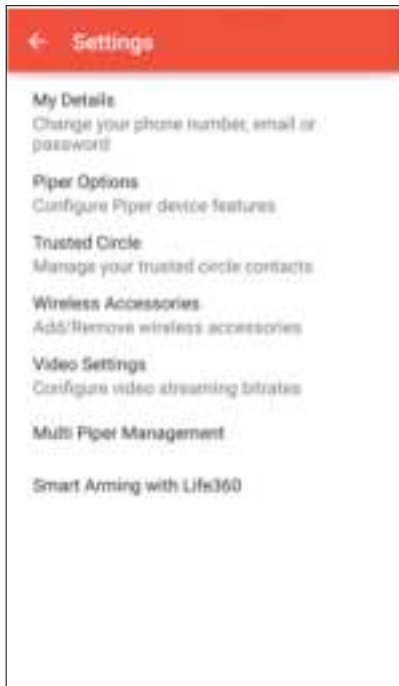 Settings
My Details
Change your phone number, email or
password
Piper Options
Configure Piper device features
Trusted Circle
Manage your trusted circle contacts
Wireless Accessories
Add/Remove wireless accessories
Video Settings
Configure video streaming bitrates
Multi Piper Management
Smart Arming with Life360